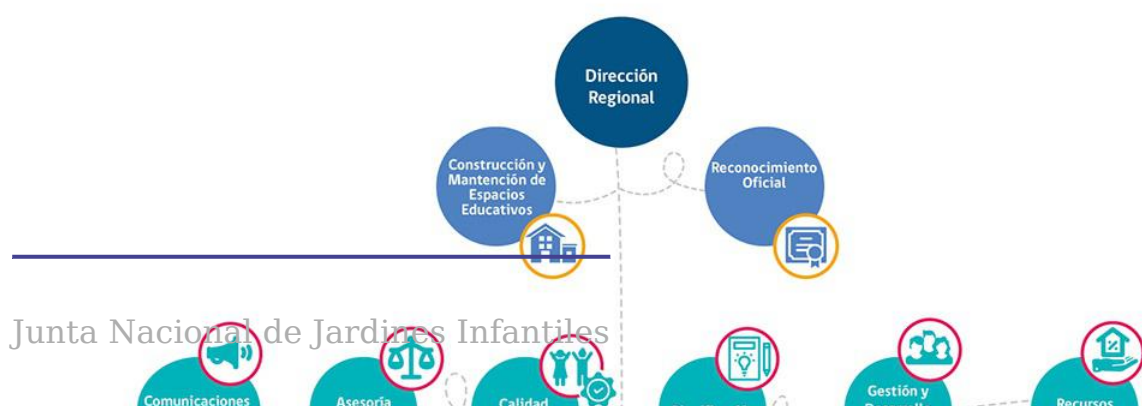 Dirección
Regional
Construcción y
Mantención de
Espacios
Educativos
Reconocimiento
Oficial
Junta Nacional de Jardines Infantiles
Comunicaciones
Asesoría
Calidad
Gestión y
Recursos